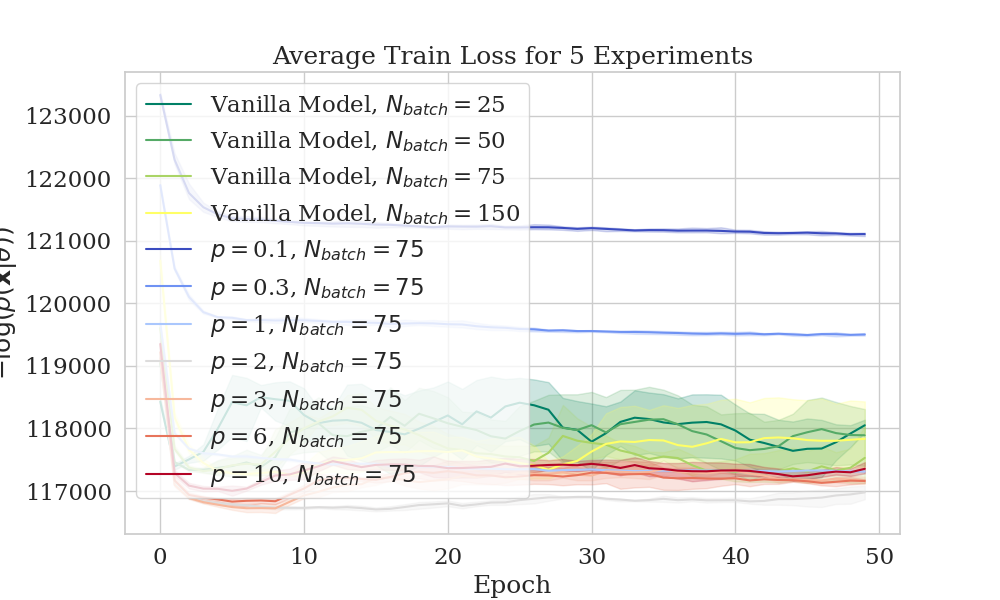 Average Train Loss for 5 Experiments
123000
122000
121000
120000
119000
118000
117000
−log(p(x|θ))
Vanilla Model, N_batch = 25
Vanilla Model, N_batch = 50
Vanilla Model, N_batch = 75
Vanilla Model, N_batch = 150
p = 0.1, N_batch = 75
p = 0.3, N_batch = 75
p = 1, N_batch = 75
p = 2, N_batch = 75
p = 3, N_batch = 75
p = 6, N_batch = 75
p = 10, N_batch = 75
0 10 20 30 40 50
Epoch